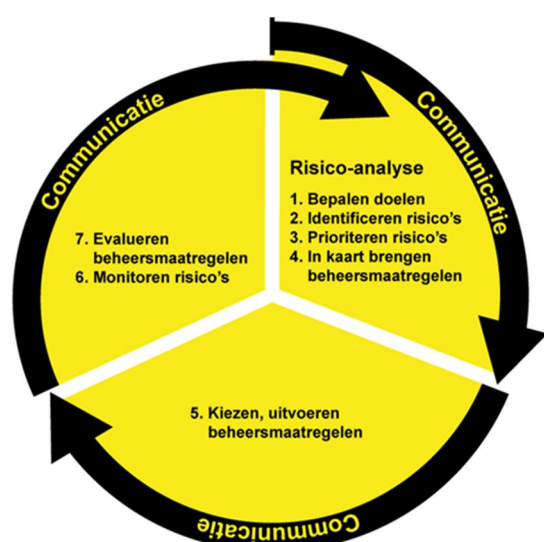 Communicatie
Risico-analyse
1. Bepalen doelen
2. Identificeren risico's
3. Prioriteren risico's
4. In kaart brengen
beheersmaatregelen
Communicatie
5. Kiezen, uitvoeren
beheersmaatregelen
Communicatie
7. Evalueren
beheersmaatregelen
6. Monitoren risico's